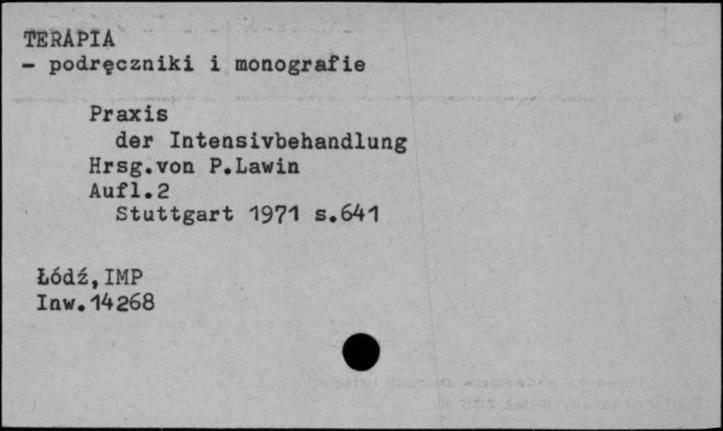 TERAPIA
- podręczniki i monografie
Praxis
der Intensivbehandlung
Hrsg.von P.Lawin
Aufl.2
Stuttgart 1971 s.641
Łódź,IMP
Inw.14268